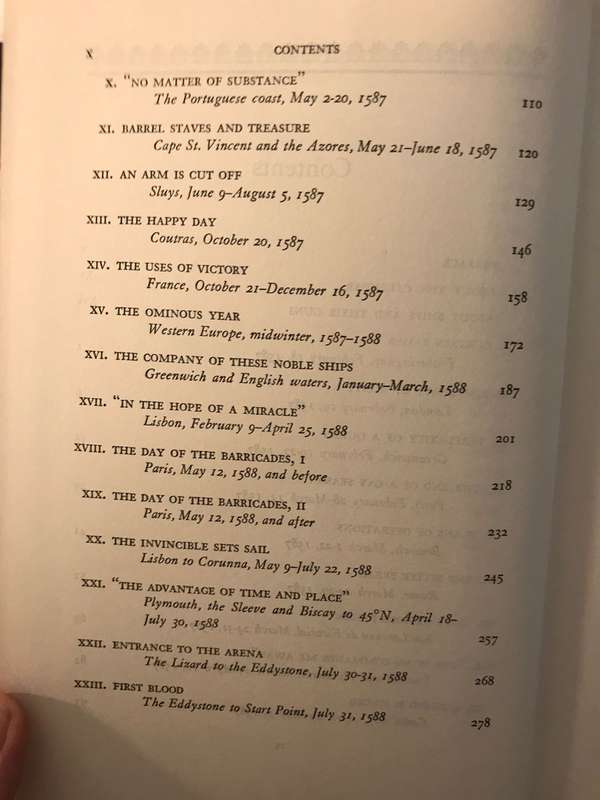 x CONTENTS
X. "NO MATTER OF SUBSTANCE"
The Portuguese coast, May 2-20, 1587 110
XI. BARREL STAVES AND TREASURE
Cape St. Vincent and the Azores, May 21–June 18, 1587 120
XII. AN ARM IS CUT OFF
Sluys, June 9–August 5, 1587 129
XIII. THE HAPPY DAY
Coutras, October 20, 1587 146
XIV. THE USES OF VICTORY
France, October 21–December 16, 1587 158
XV. THE OMINOUS YEAR
Western Europe, midwinter, 1587–1588 172
XVI. THE COMPANY OF THESE NOBLE SHIPS
Greenwich and English waters, January–March, 1588 187
XVII. "IN THE HOPE OF A MIRACLE"
Lisbon, February 9–April 25, 1588 201
XVIII. THE DAY OF THE BARRICADES, I
Paris, May 12, 1588, and before 218
XIX. THE DAY OF THE BARRICADES, II
Paris, May 12, 1588, and after 232
XX. THE INVINCIBLE SETS SAIL
Lisbon to Corunna, May 9–July 22, 1588 245
XXI. "THE ADVANTAGE OF TIME AND PLACE"
Plymouth, the Sleeve and Biscay to 45°N, April 18–
July 30, 1588 257
XXII. ENTRANCE TO THE ARENA
The Lizard to the Eddystone, July 30-31, 1588 268
XXIII. FIRST BLOOD
The Eddystone to Start Point, July 31, 1588 278